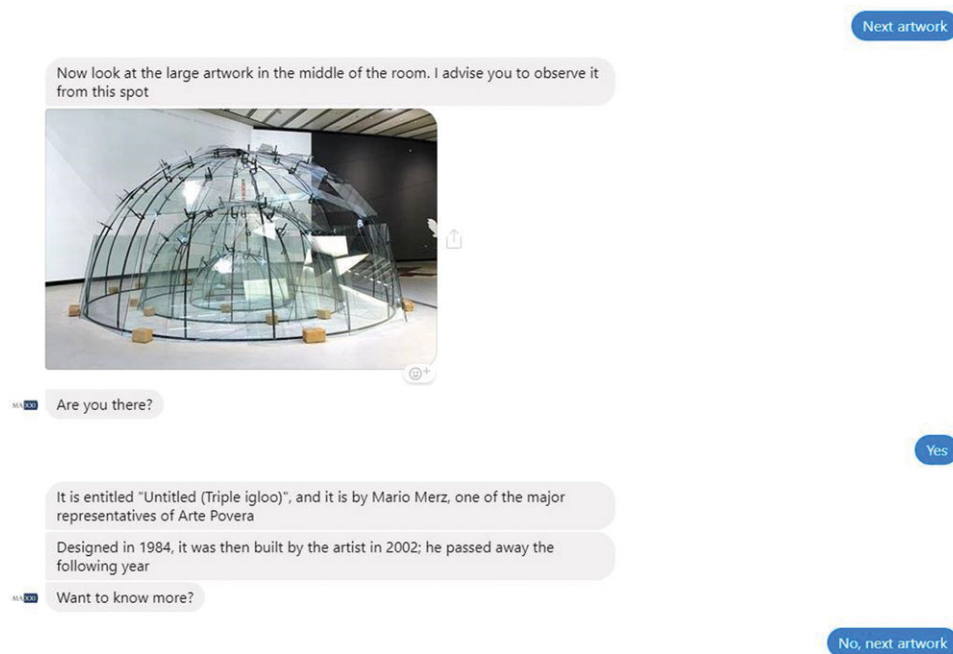 Next artwork
Now look at the large artwork in the middle of the room. I advise you to observe it
from this spot
MAXXI Are you there?
Yes
It is entitled "Untitled (Triple igloo)", and it is by Mario Merz, one of the major
representatives of Arte Povera
Designed in 1984, it was then built by the artist in 2002; he passed away the
following year
MAXXI Want to know more?
No, next artwork